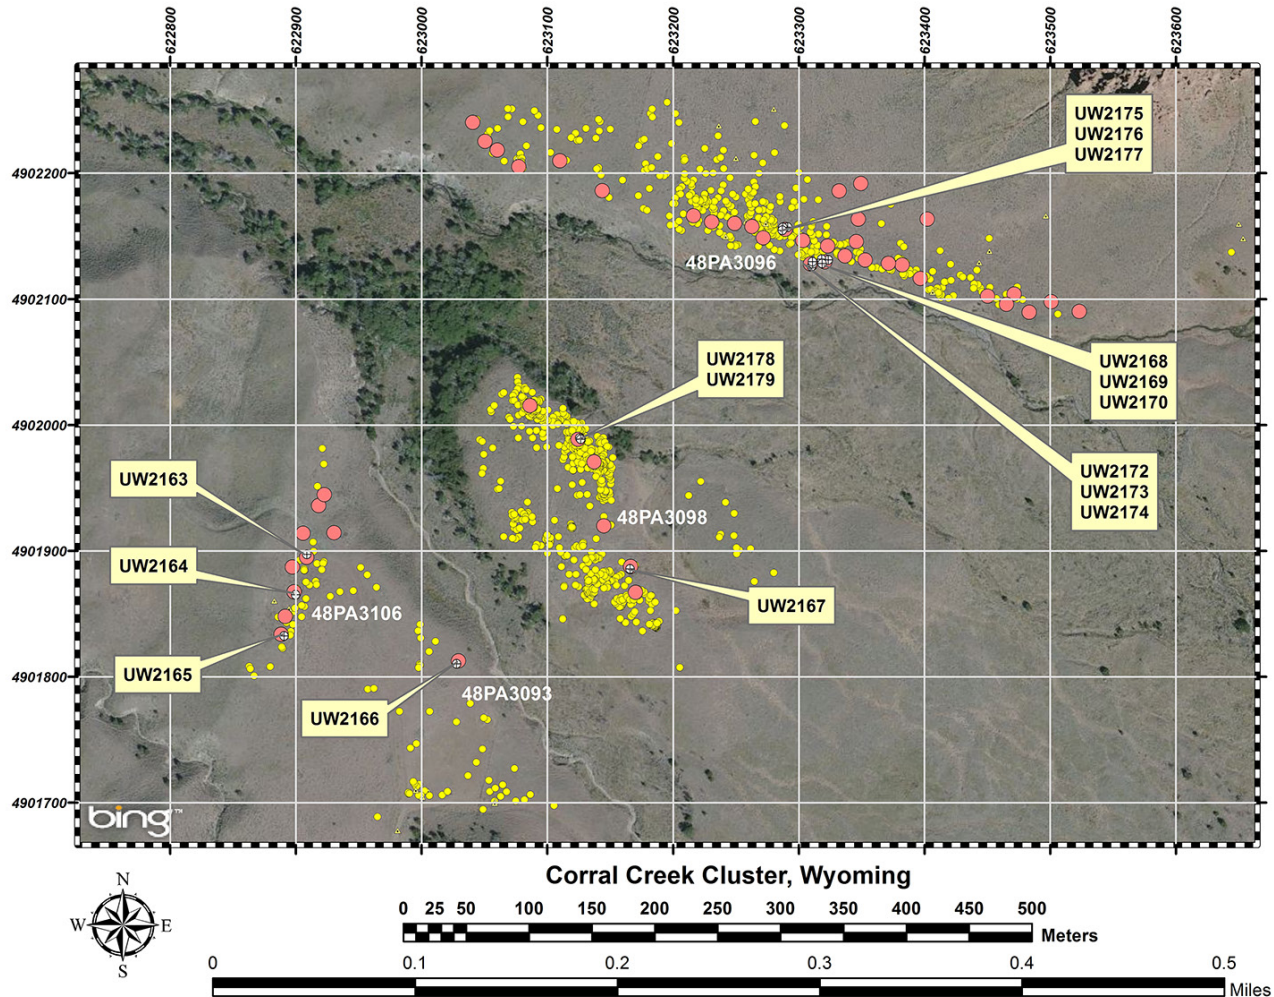 622800
622900
623000
623100
623200
623300
623400
623500
623600
4902200
4902100
4902000
4901900
4901800
4901700
UW2175
UW2176
UW2177
48PA3096
UW2168
UW2169
UW2170
UW2178
UW2179
UW2172
UW2173
UW2174
UW2163
48PA3098
UW2164
UW2167
48PA3106
UW2165
48PA3093
UW2166
bing™
Corral Creek Cluster, Wyoming
N
W E
S
0 25 50 100 150 200 250 300 350 400 450 500
Meters
0 0.1 0.2 0.3 0.4 0.5
Miles